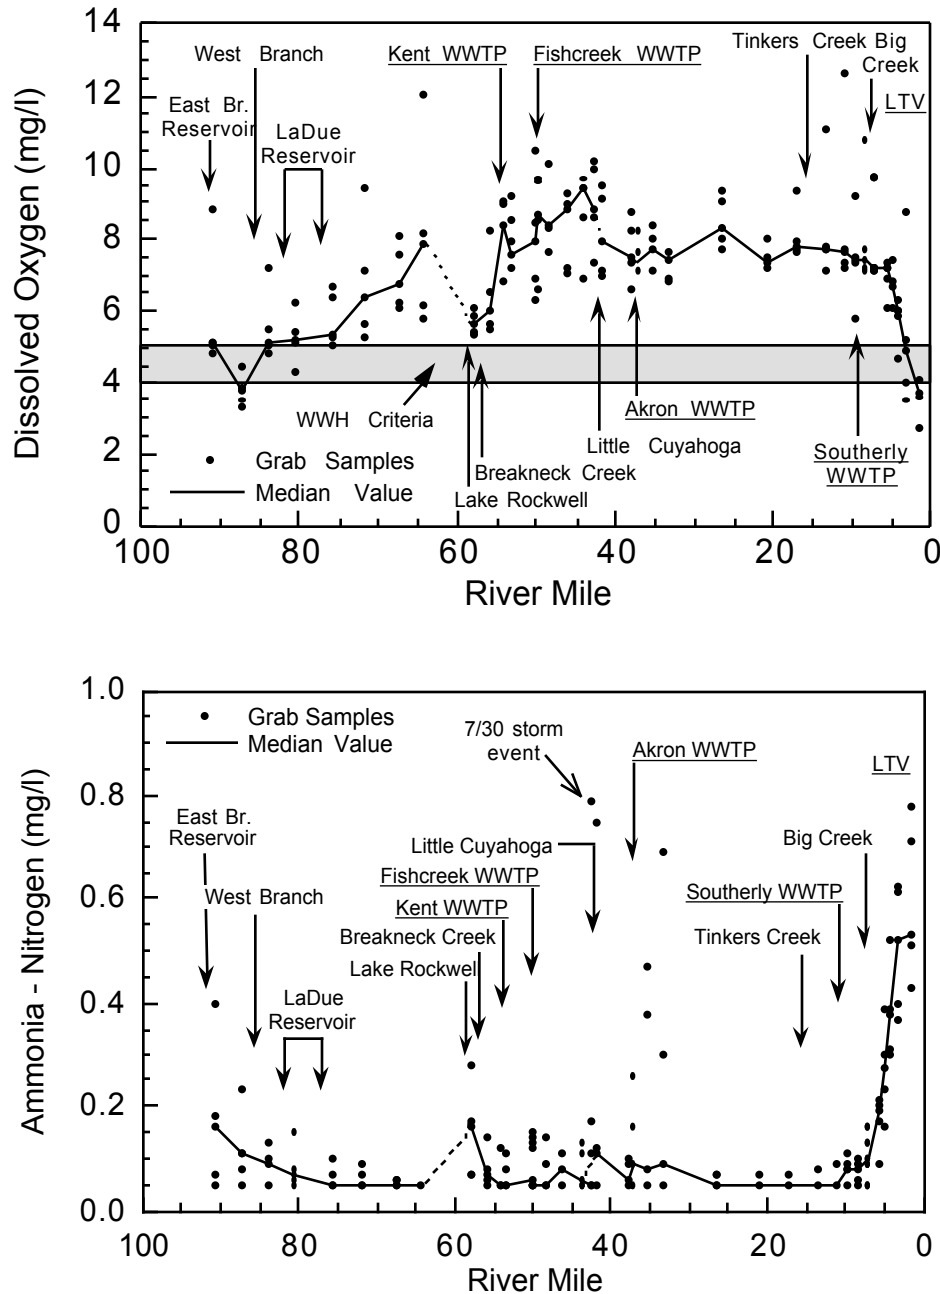 14
12
10
8
6
4
2
0
Dissolved Oxygen (mg/l)
West Branch
East Br.
Reservoir
LaDue
Reservoir
Kent WWTP
Fishcreek WWTP
Tinkers Creek Big
Creek
LTV
WWH Criteria
Grab Samples
Median Value
Breakneck Creek
Lake Rockwell
Little Cuyahoga
Akron WWTP
Southerly
WWTP
100 80 60 40 20 0
River Mile
1.0
0.8
0.6
0.4
0.2
0.0
Ammonia - Nitrogen (mg/l)
Grab Samples
Median Value
7/30 storm
event
Akron WWTP
LTV
East Br.
Reservoir
West Branch
LaDue
Reservoir
Little Cuyahoga
Fishcreek WWTP
Kent WWTP
Breakneck Creek
Lake Rockwell
Big Creek
Southerly WWTP
Tinkers Creek
100 80 60 40 20 0
River Mile